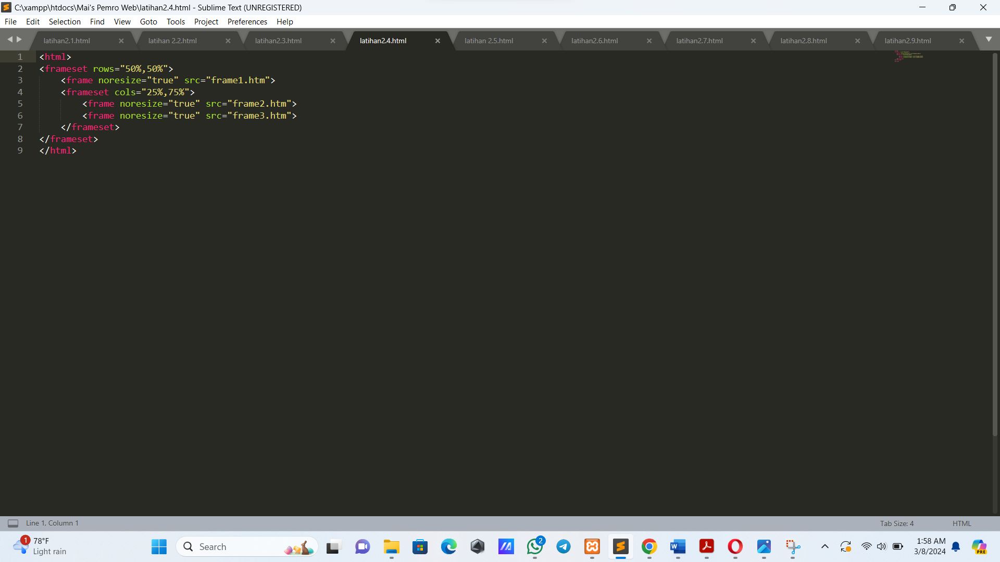 C:\xampp\htdocs\Mai's Pemro Web\latihan2.4.html - Sublime Text (UNREGISTERED)
File Edit Selection Find View Goto Tools Project Preferences Help
latihan2.1.html latihan 2.2.html latihan2.3.html latihan2.4.html latihan 2.5.html latihan2.6.html latihan2.7.html latihan2.8.html latihan2.9.html
1 <html>
2 <frameset rows="50%,50%">
3 <frame noresize="true" src="frame1.htm">
4 <frameset cols="25%,75%">
5 <frame noresize="true" src="frame2.htm">
6 <frame noresize="true" src="frame3.htm">
7 </frameset>
8 </frameset>
9 </html>
Line 1, Column 1 Tab Size: 4 HTML
1 78°F
Light rain
Search
2
W
1:58 AM
3/8/2024
PRE